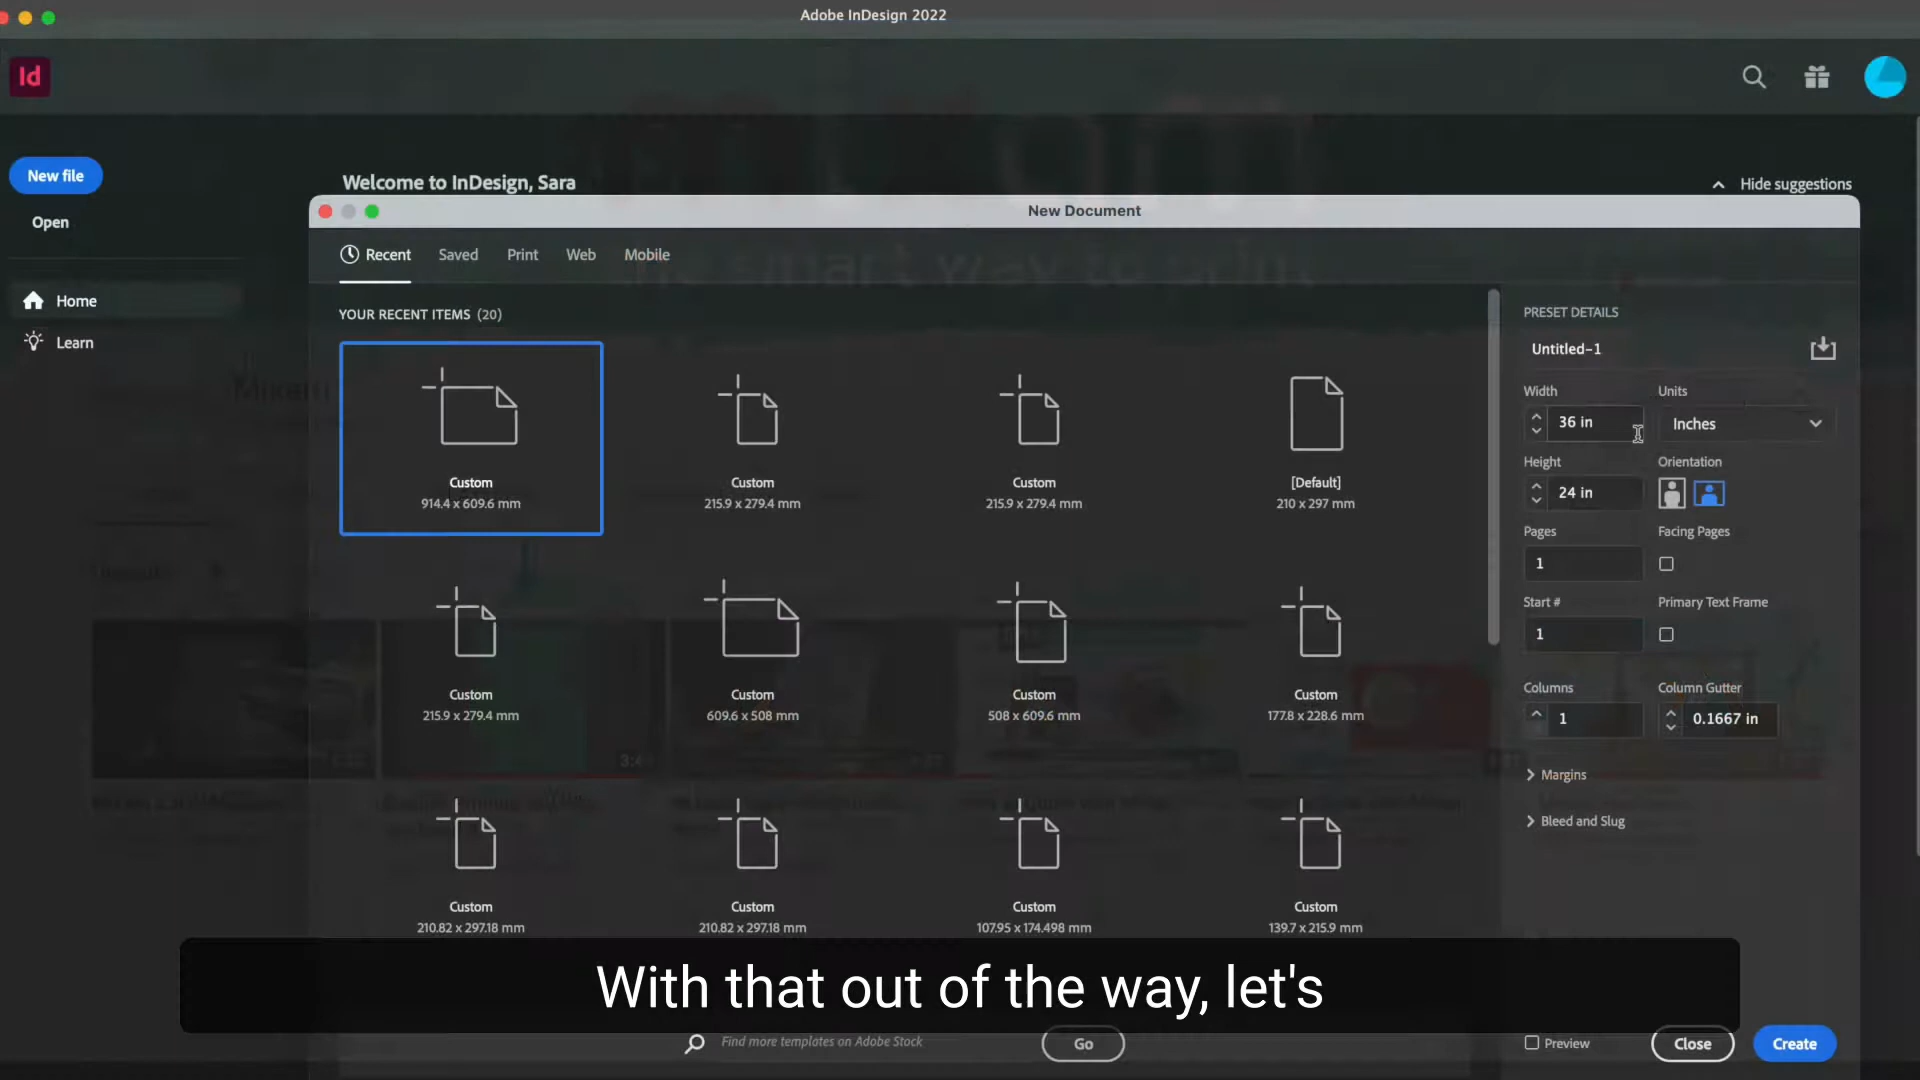 Adobe InDesign 2022
Id
New file
Open
Home
Learn
Welcome to InDesign, Sara
Hide suggestions
New Document
Recent Saved Print Web Mobile
YOUR RECENT ITEMS (20)
Custom
914.4 x 609.6 mm
Custom
215.9 x 279.4 mm
Custom
215.9 x 279.4 mm
[Default]
210 x 297 mm
Custom
215.9 x 279.4 mm
Custom
609.6 x 508 mm
Custom
508 x 609.6 mm
Custom
177.8 x 228.6 mm
Custom
210.82 x 297.18 mm
Custom
210.82 x 297.18 mm
Custom
107.95 x 174.498 mm
Custom
139.7 x 215.9 mm
PRESET DETAILS
Untitled-1
Width Units
36 in Inches
Height Orientation
24 in
Pages Facing Pages
1
Start # Primary Text Frame
1
Columns Column Gutter
1 0.1667 in
Margins
Bleed and Slug
the smart way to print
With that out of the way, let's
Find more templates on Adobe Stock
Go
Preview
Close
Create